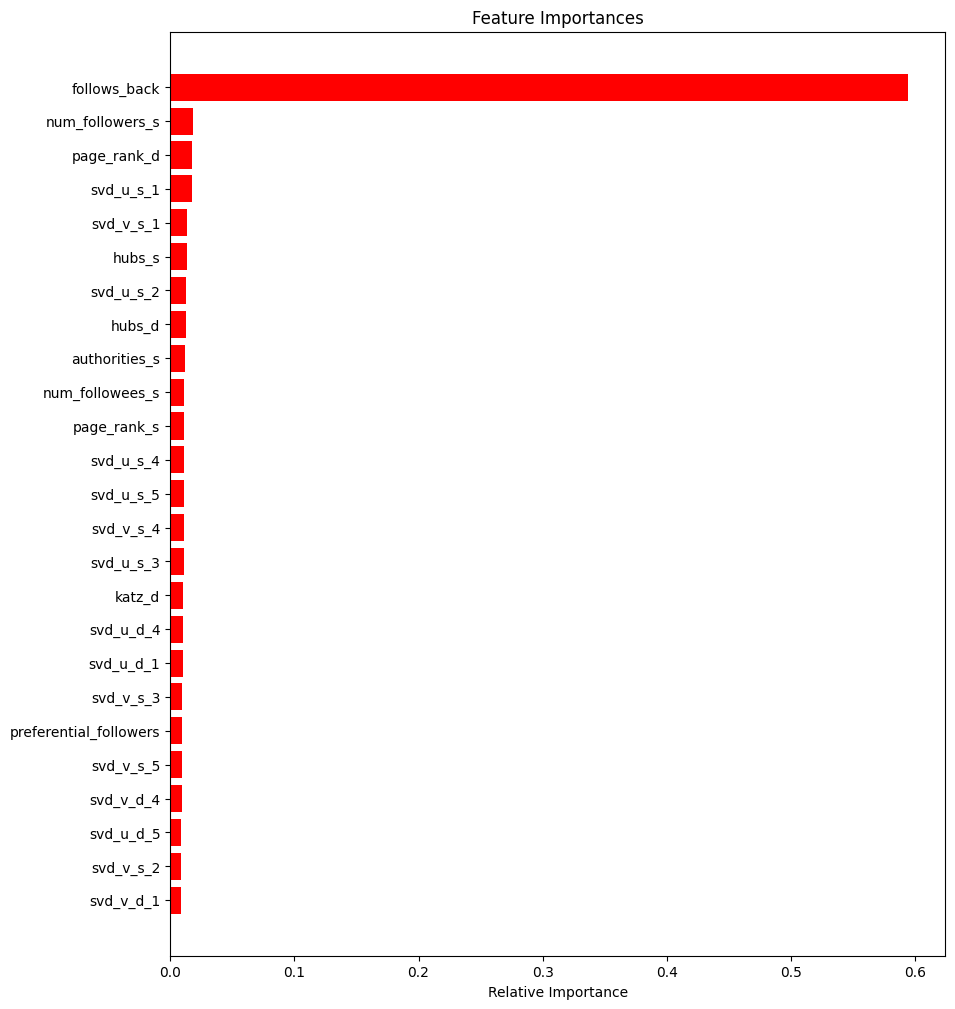 Feature Importances
follows_back
num_followers_s
page_rank_d
svd_u_s_1
svd_v_s_1
hubs_s
svd_u_s_2
hubs_d
authorities_s
num_followees_s
page_rank_s
svd_u_s_4
svd_u_s_5
svd_v_s_4
svd_u_s_3
katz_d
svd_u_d_4
svd_u_d_1
svd_v_s_3
preferential_followers
svd_v_s_5
svd_v_d_4
svd_u_d_5
svd_v_s_2
svd_v_d_1
0.0 0.1 0.2 0.3 0.4 0.5 0.6
Relative Importance